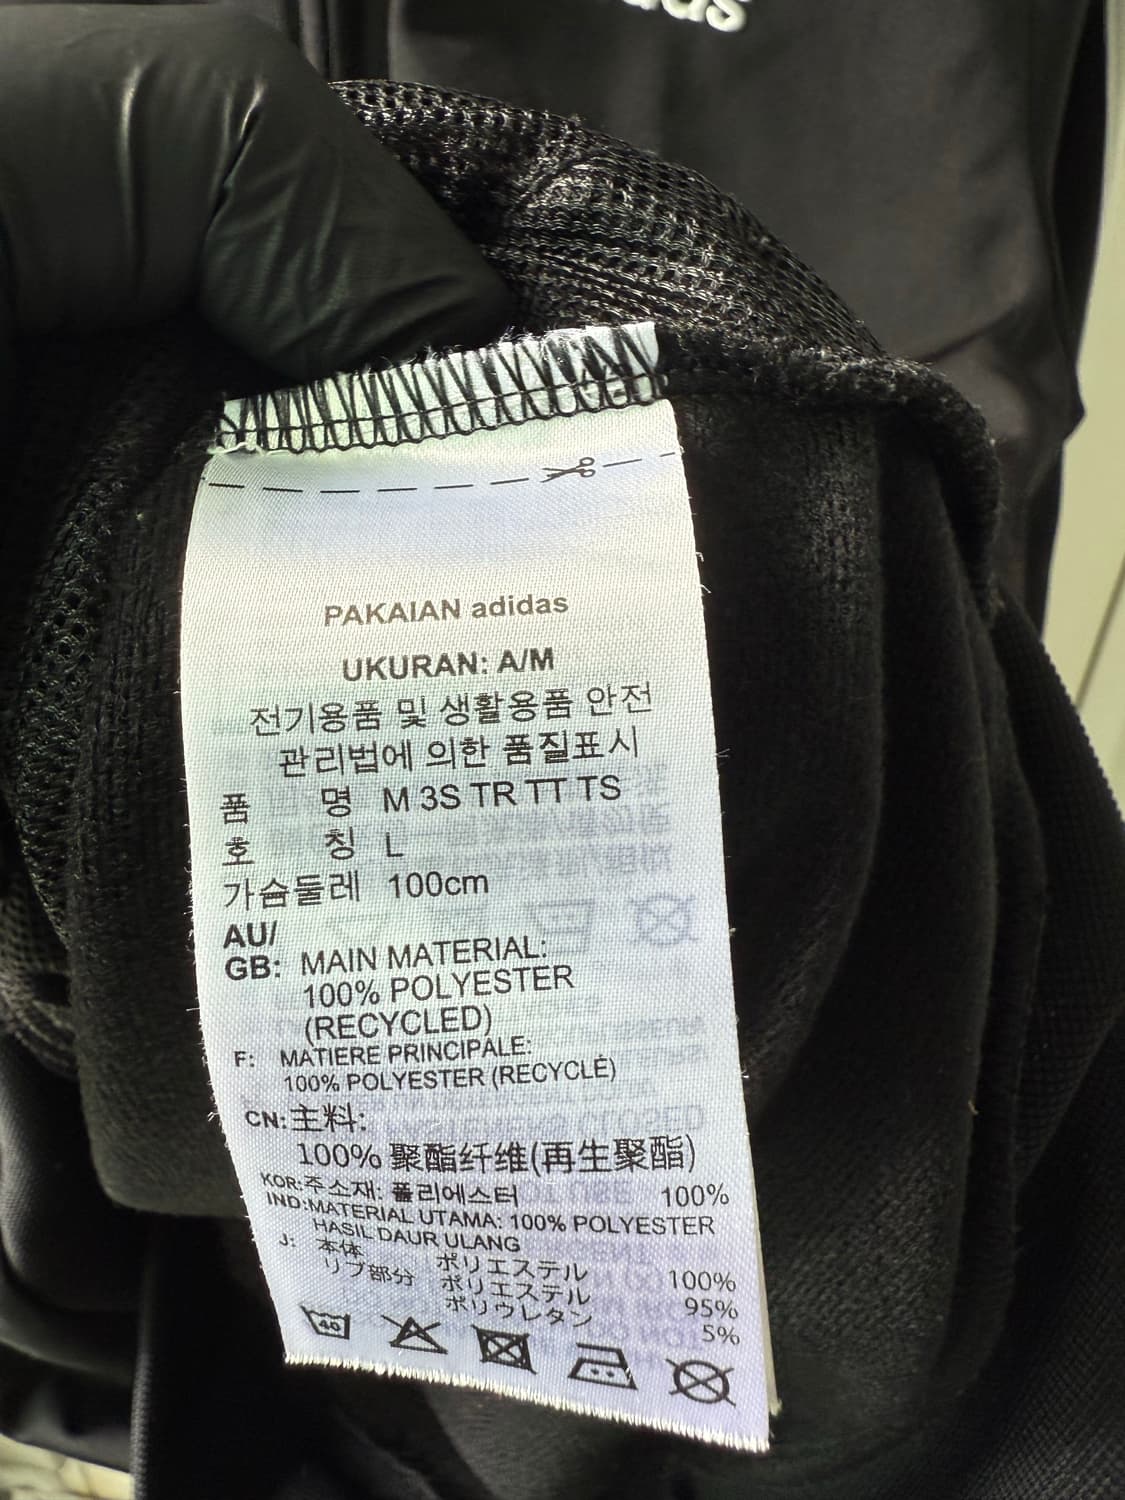 das
PAKAIAN adidas
UKURAN: A/M
전기용품 및 생활용품 안전
관리법에 의한 품질표시
품 명 M 3S TR TT TS
호 칭 L
가슴둘레 100cm
AU/
GB: MAIN MATERIAL:
100% POLYESTER
(RECYCLED)
F: MATIERE PRINCIPALE:
100% POLYESTER (RECYCLÉ)
CN: 主料:
100% 聚酯纤维(再生聚酯)
KOR: 주소재: 폴리에스터 100%
IND: MATERIAL UTAMA: 100% POLYESTER
HASIL DAUR ULANG
J: 本体 ポリエステル 100%
リブ部分 ポリエステル 95%
ポリウレタン 5%
40